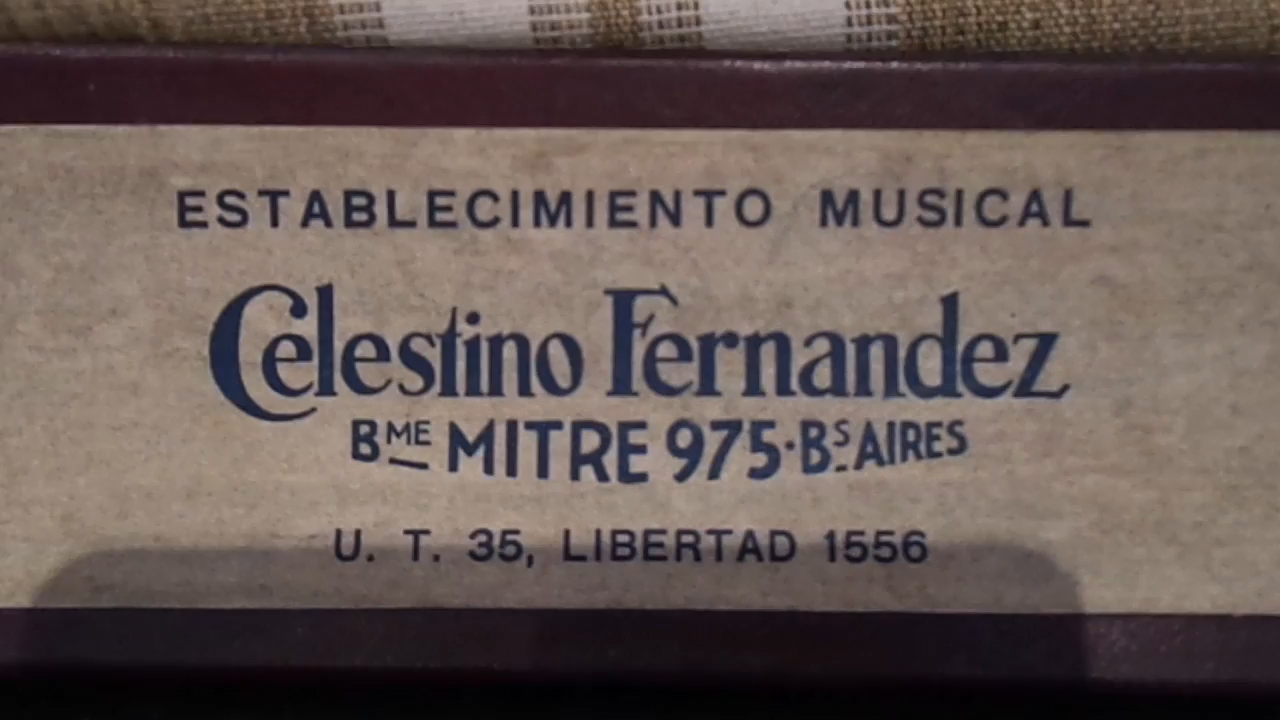 ESTABLECIMIENTO MUSICAL
Celestino Fernandez
BME MITRE 975·BS AIRES
U. T. 35, LIBERTAD 1556